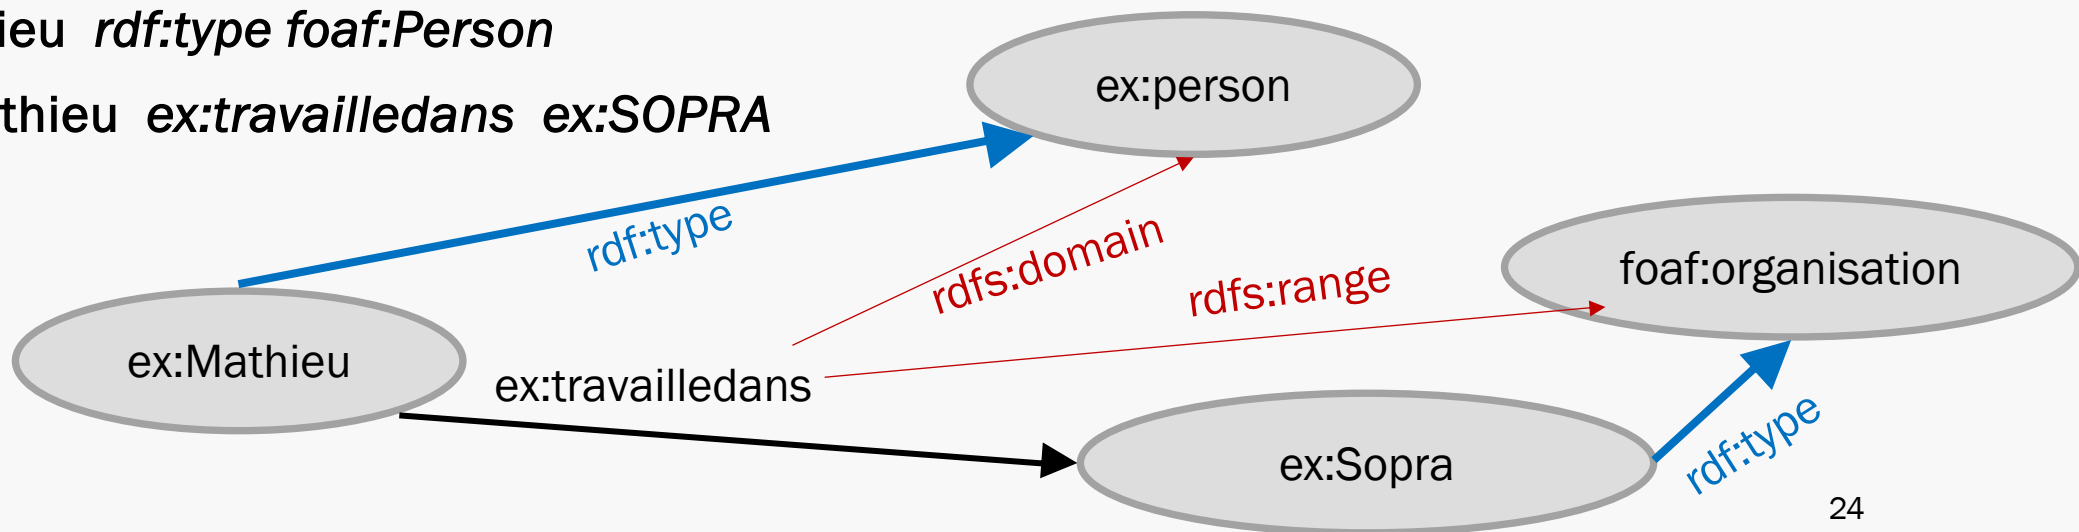 ieu rdf:type foaf:Person
thieu ex:travailledans ex:SOPRA
ex:person
rdf:type
rdfs:domain
rdfs:range
foaf:organisation
ex:Mathieu
ex:travailledans
ex:Sopra
rdf:type
24